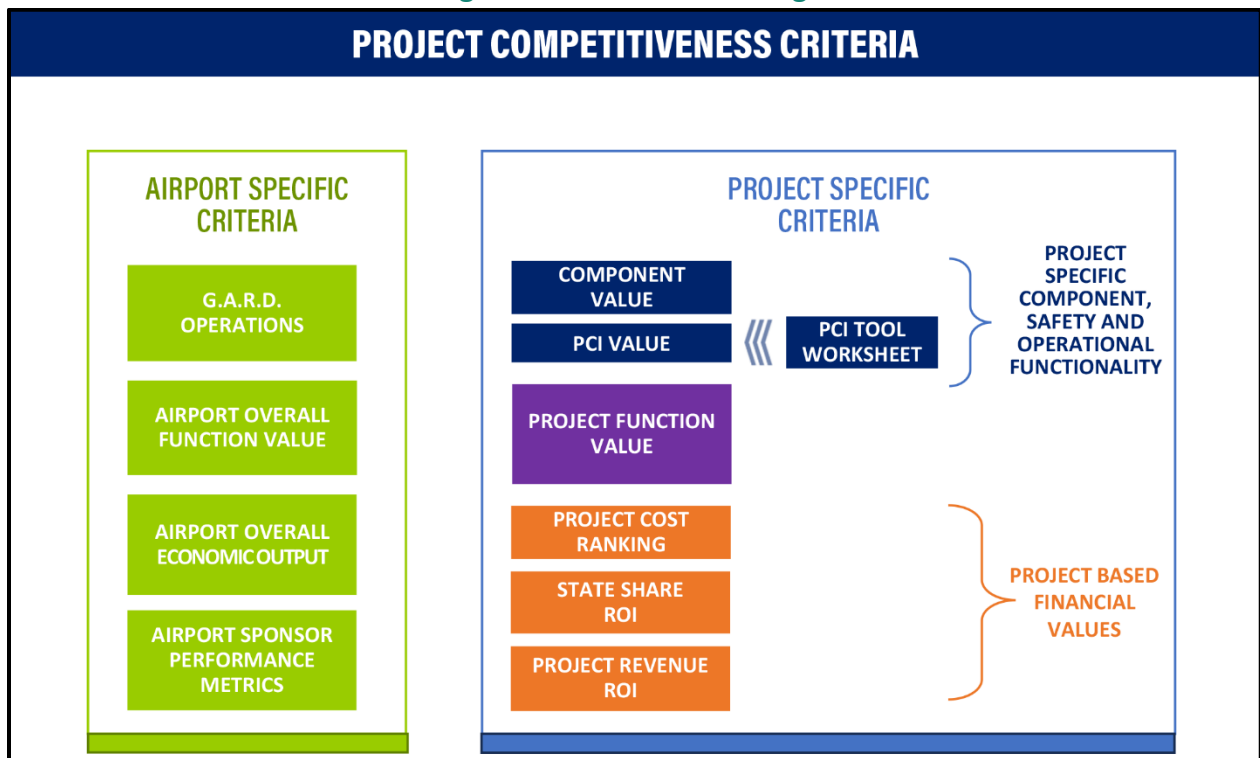 PROJECT COMPETITIVENESS CRITERIA
AIRPORT SPECIFIC
CRITERIA
G.A.R.D.
OPERATIONS
AIRPORT OVERALL
FUNCTION VALUE
AIRPORT OVERALL
ECONOMIC OUTPUT
AIRPORT SPONSOR
PERFORMANCE
METRICS
PROJECT SPECIFIC
CRITERIA
COMPONENT
VALUE
PCI VALUE
PCI TOOL
WORKSHEET
PROJECT
SPECIFIC
COMPONENT,
SAFETY AND
OPERATIONAL
FUNCTIONALITY
PROJECT FUNCTION
VALUE
PROJECT COST
RANKING
STATE SHARE
ROI
PROJECT REVENUE
ROI
PROJECT BASED
FINANCIAL
VALUES